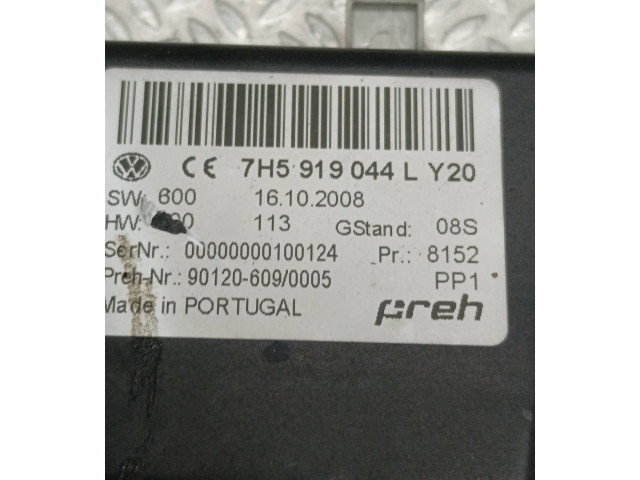 CE 7H5 919 044 L Y20
SW: 600 16.10.2008
HW: 113 GStand: 08S
SerNr.: 00000000100124 Pr.: 8152
Preh-Nr.: 90120-609/0005 PP1
Made in PORTUGAL preh